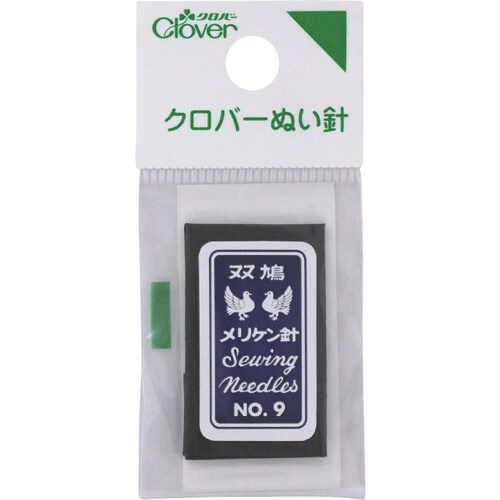 クロバー
Clover
クロバーぬい針
双鳩
メリケン針
Sewing
Needles
NO. 9